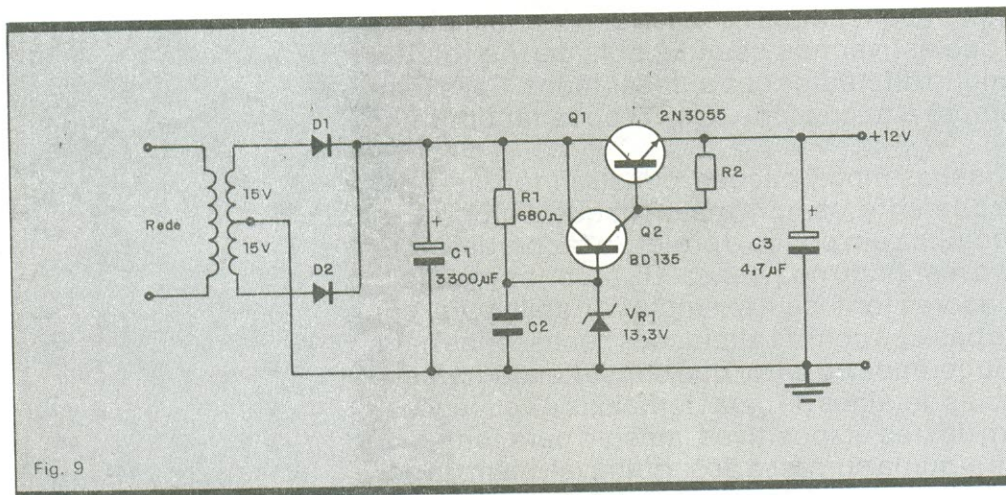 Q1
2N3055
D1
+12V
15V
R1
680Ω
R2
Rede
+
Q2
+
15V
C1
C3
BD135
D2
3300µF
4,7µF
C2
VR1
13,3V
Fig. 9